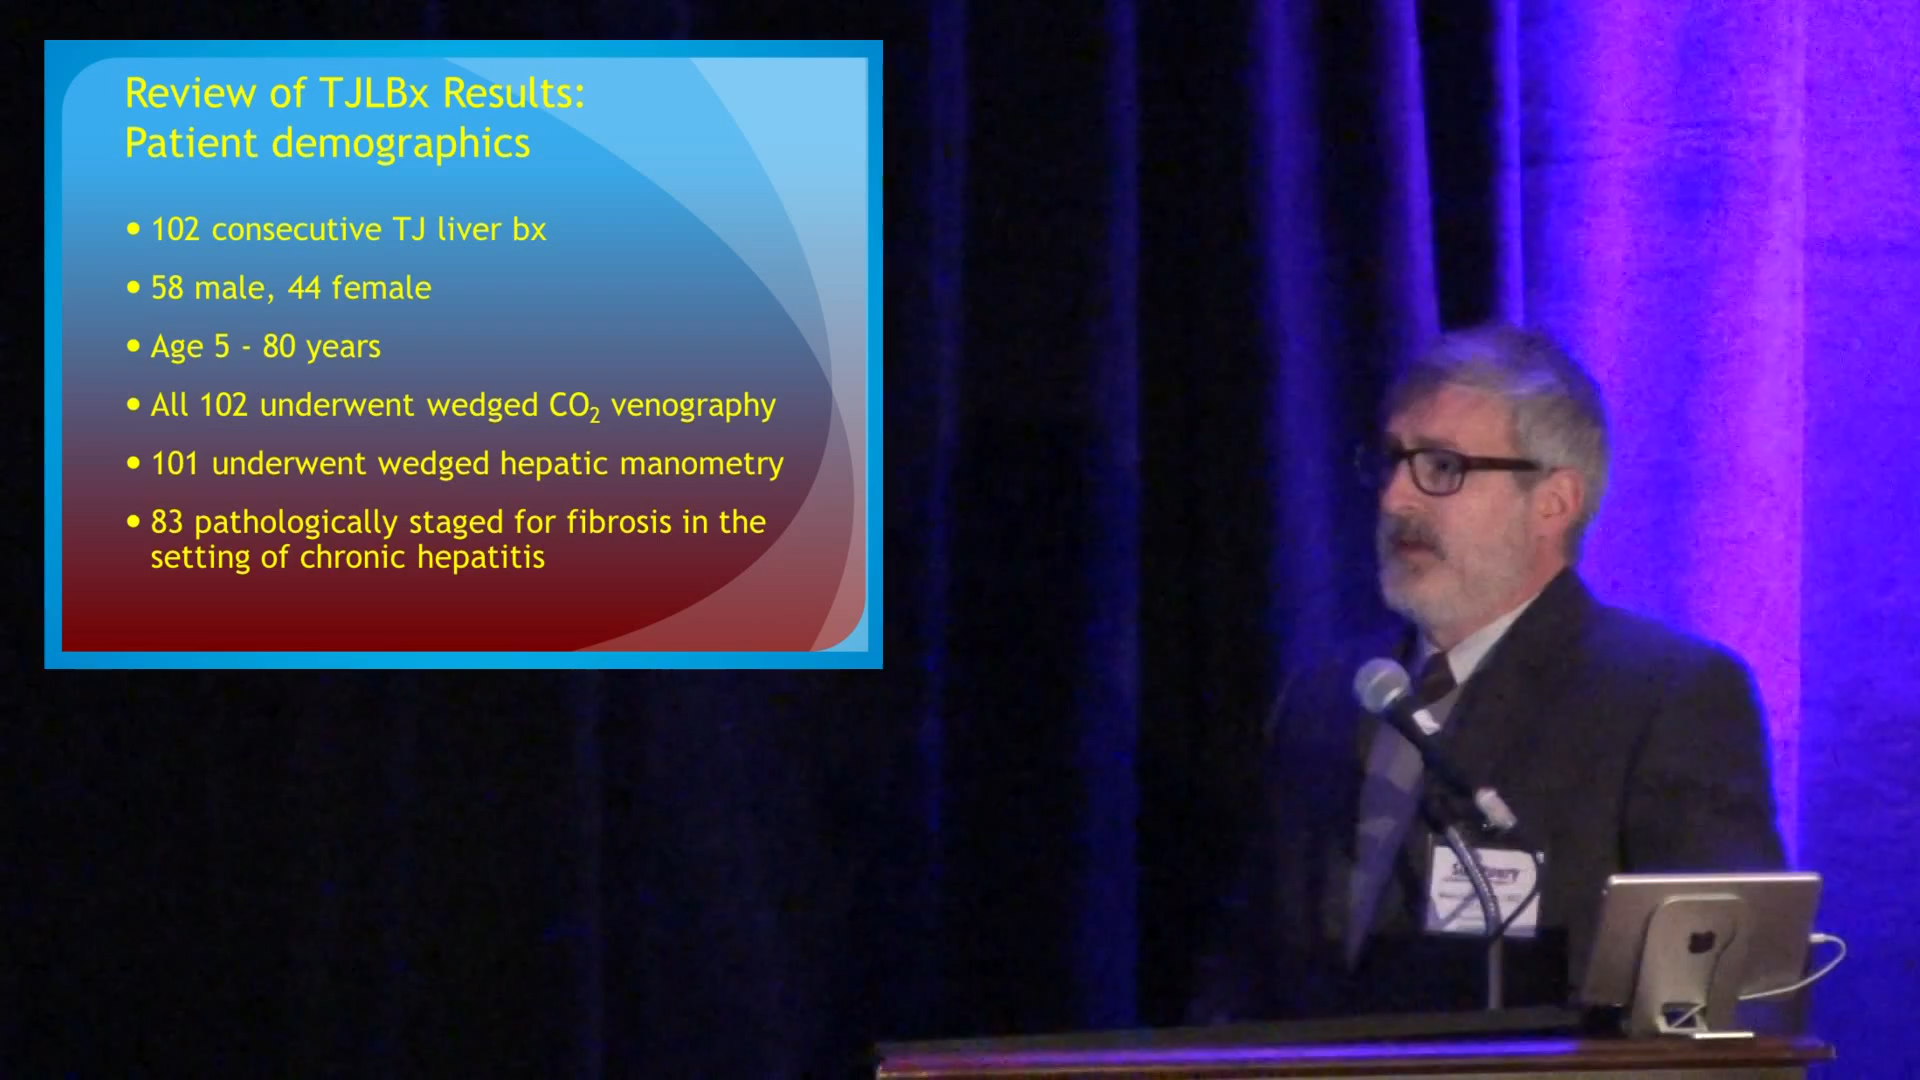 Review of TJLBx Results:
Patient demographics
• 102 consecutive TJ liver bx
• 58 male, 44 female
• Age 5 - 80 years
• All 102 underwent wedged CO₂ venography
• 101 underwent wedged hepatic manometry
• 83 pathologically staged for fibrosis in the
setting of chronic hepatitis